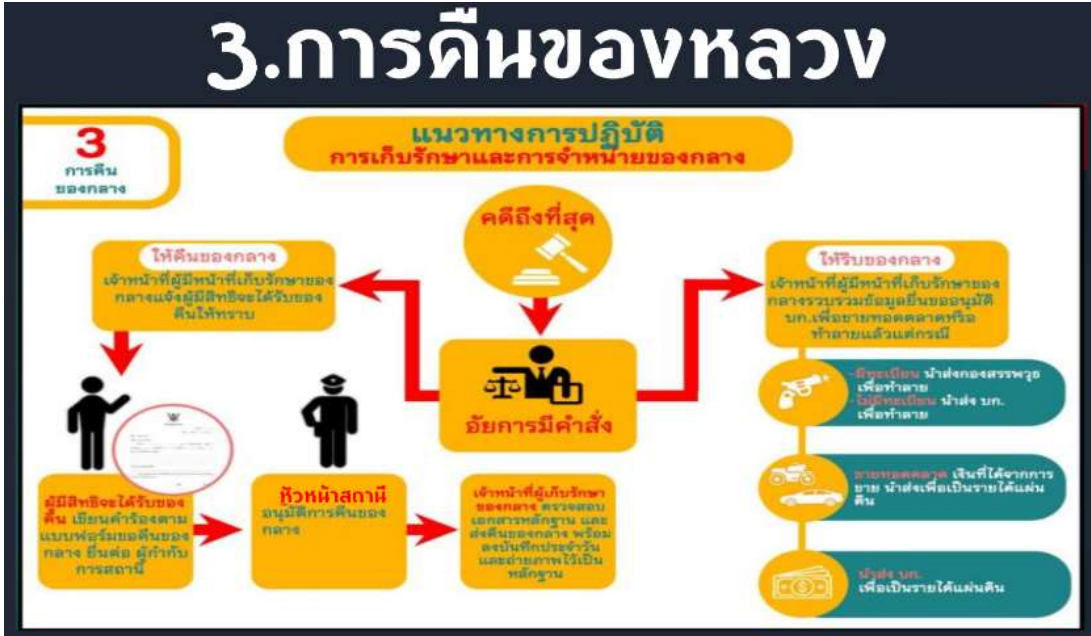 3.การคืนของหลวง
3
การคืน
ของกลาง
แนวทางการปฏิบัติ
การเก็บรักษาและการจำหน่ายของกลาง
คดีถึงที่สุด
ให้คืนของกลาง
เจ้าหน้าที่ผู้มีหน้าที่เก็บรักษาของ
กลางแจ้งผู้มีสิทธิจะได้รับของ
คืนให้ทราบ
ให้ริบของกลาง
เจ้าหน้าที่ผู้มีหน้าที่เก็บรักษาของ
กลางรวบรวมข้อมูลยื่นขออนุมัติ
บก.เพื่อขายทอดตลาดหรือ
ทำลายแล้วแต่กรณี
อัยการมีคำสั่ง
-มีทะเบียน นำส่งกองสรรพาวุธ
เพื่อทำลาย
-ไม่มีทะเบียน นำส่ง บก.
เพื่อทำลาย
ขายทอดตลาด เงินที่ได้จากการ
ขาย นำส่งเพื่อเป็นรายได้แผ่น
ดิน
นำส่ง บก.
เพื่อเป็นรายได้แผ่นดิน
ผู้มีสิทธิจะได้รับของ
คืน เขียนคำร้องตาม
แบบฟอร์มขอคืนของ
กลาง ยื่นต่อ ผู้กำกับ
การสถานี
หัวหน้าสถานี
อนุมัติการคืนของ
กลาง
เจ้าหน้าที่ผู้เก็บรักษา
ของกลาง ตรวจสอบ
เอกสารหลักฐาน และ
ส่งคืนของกลาง พร้อม
ลงบันทึกประจำวัน
และถ่ายภาพไว้เป็น
หลักฐาน